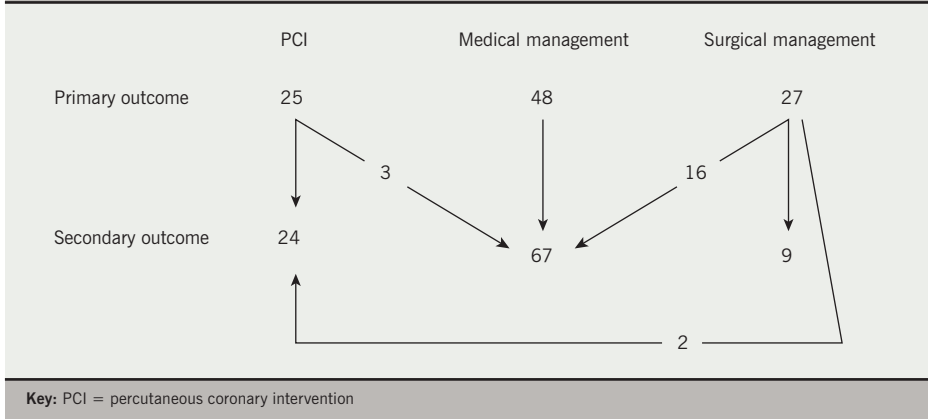 PCI Medical management Surgical management
Primary outcome 25 48 27
3 16
Secondary outcome 24
67 9
2
Key: PCI = percutaneous coronary intervention